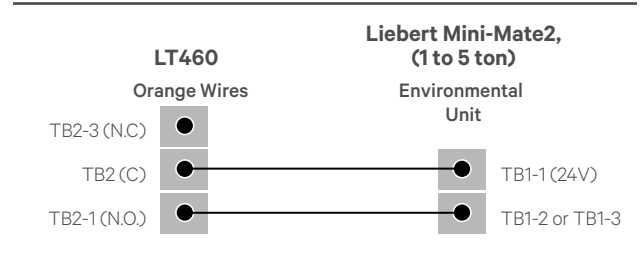 LT460
Liebert Mini-Mate2,
(1 to 5 ton)
Orange Wires
Environmental
Unit
TB2-3 (N.C)
TB2 (C)
TB1-1 (24V)
TB2-1 (N.O.)
TB1-2 or TB1-3